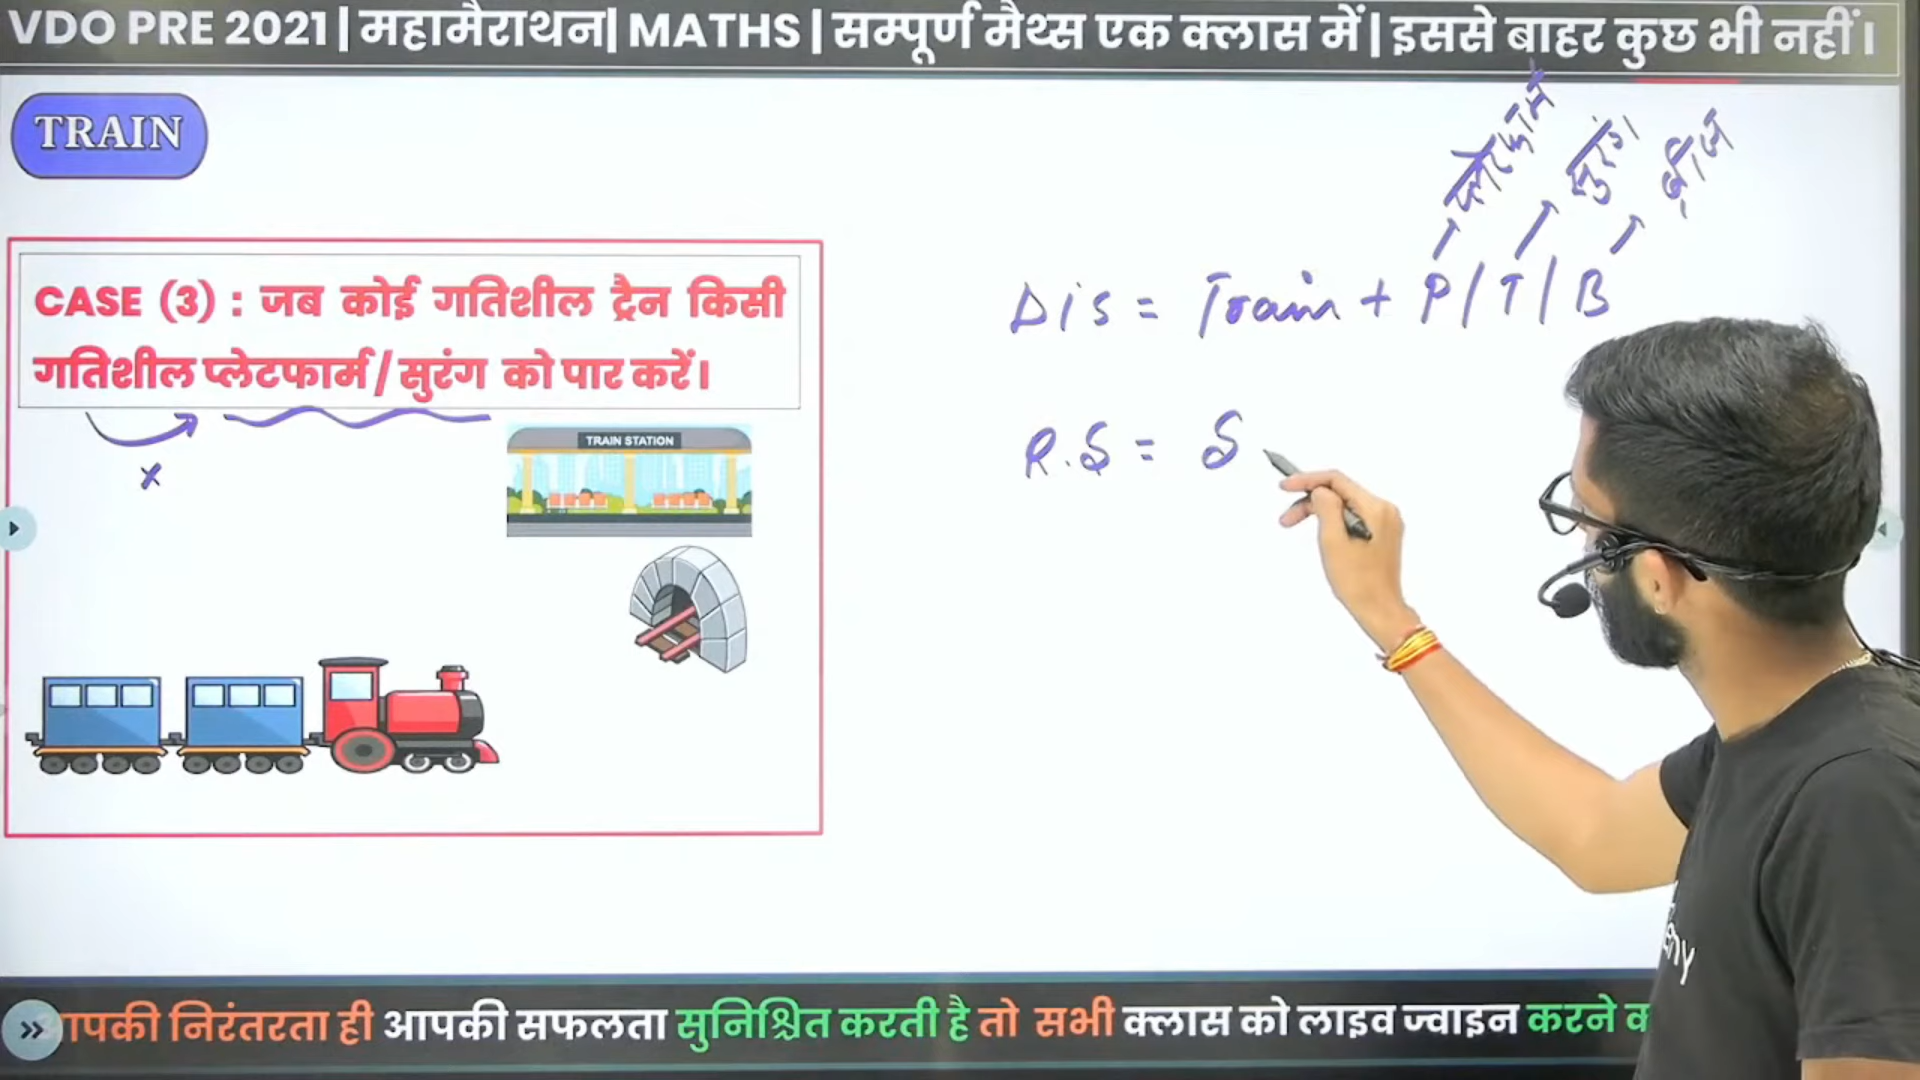 VDO PRE 2021 | महामैराथन| MATHS | सम्पूर्ण मैथ्स एक क्लास में | इससे बाहर कुछ भी नहीं।
TRAIN
CASE (3) : जब कोई गतिशील ट्रैन किसी
गतिशील प्लेटफार्म/सुरंग को पार करें।
x
TRAIN STATION
प्लेटफार्म
सुरंग
ब्रीज
Dis = Train + P/T/B
R.S = S
आपकी निरंतरता ही आपकी सफलता सुनिश्चित करती है तो सभी क्लास को लाइव ज्वाइन करने